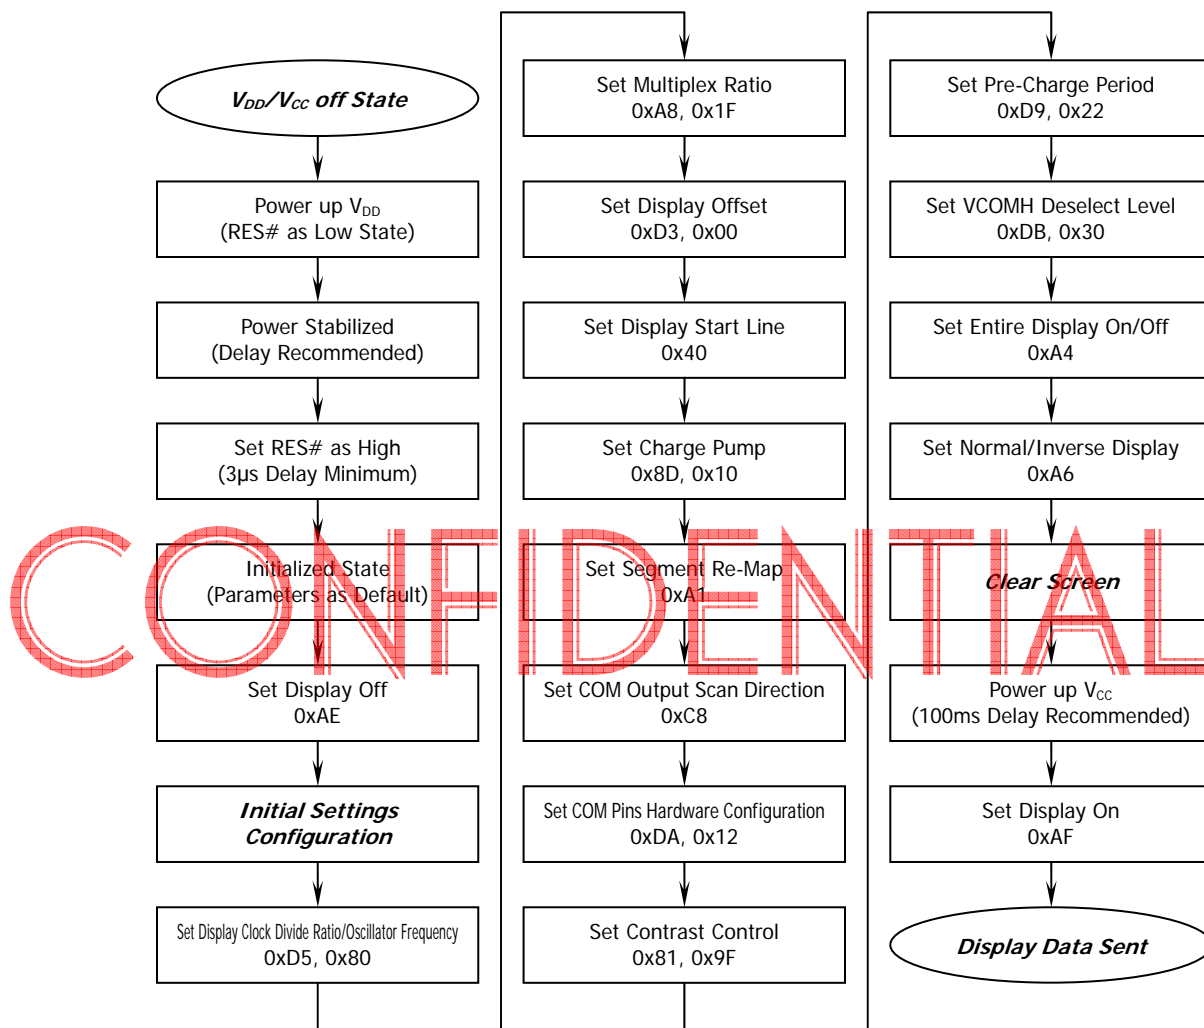 V_DD/V_CC off State
Power up V_DD
(RES# as Low State)
Power Stabilized
(Delay Recommended)
Set RES# as High
(3µs Delay Minimum)
Initialized State
(Parameters as Default)
Set Display Off
0xAE
Initial Settings
Configuration
Set Display Clock Divide Ratio/Oscillator Frequency
0xD5, 0x80
Set Multiplex Ratio
0xA8, 0x1F
Set Display Offset
0xD3, 0x00
Set Display Start Line
0x40
Set Charge Pump
0x8D, 0x10
Set Segment Re-Map
0xA1
Set COM Output Scan Direction
0xC8
Set COM Pins Hardware Configuration
0xDA, 0x12
Set Contrast Control
0x81, 0x9F
Set Pre-Charge Period
0xD9, 0x22
Set VCOMH Deselect Level
0xDB, 0x30
Set Entire Display On/Off
0xA4
Set Normal/Inverse Display
0xA6
Clear Screen
Power up V_CC
(100ms Delay Recommended)
Set Display On
0xAF
Display Data Sent
CONFIDENTIAL